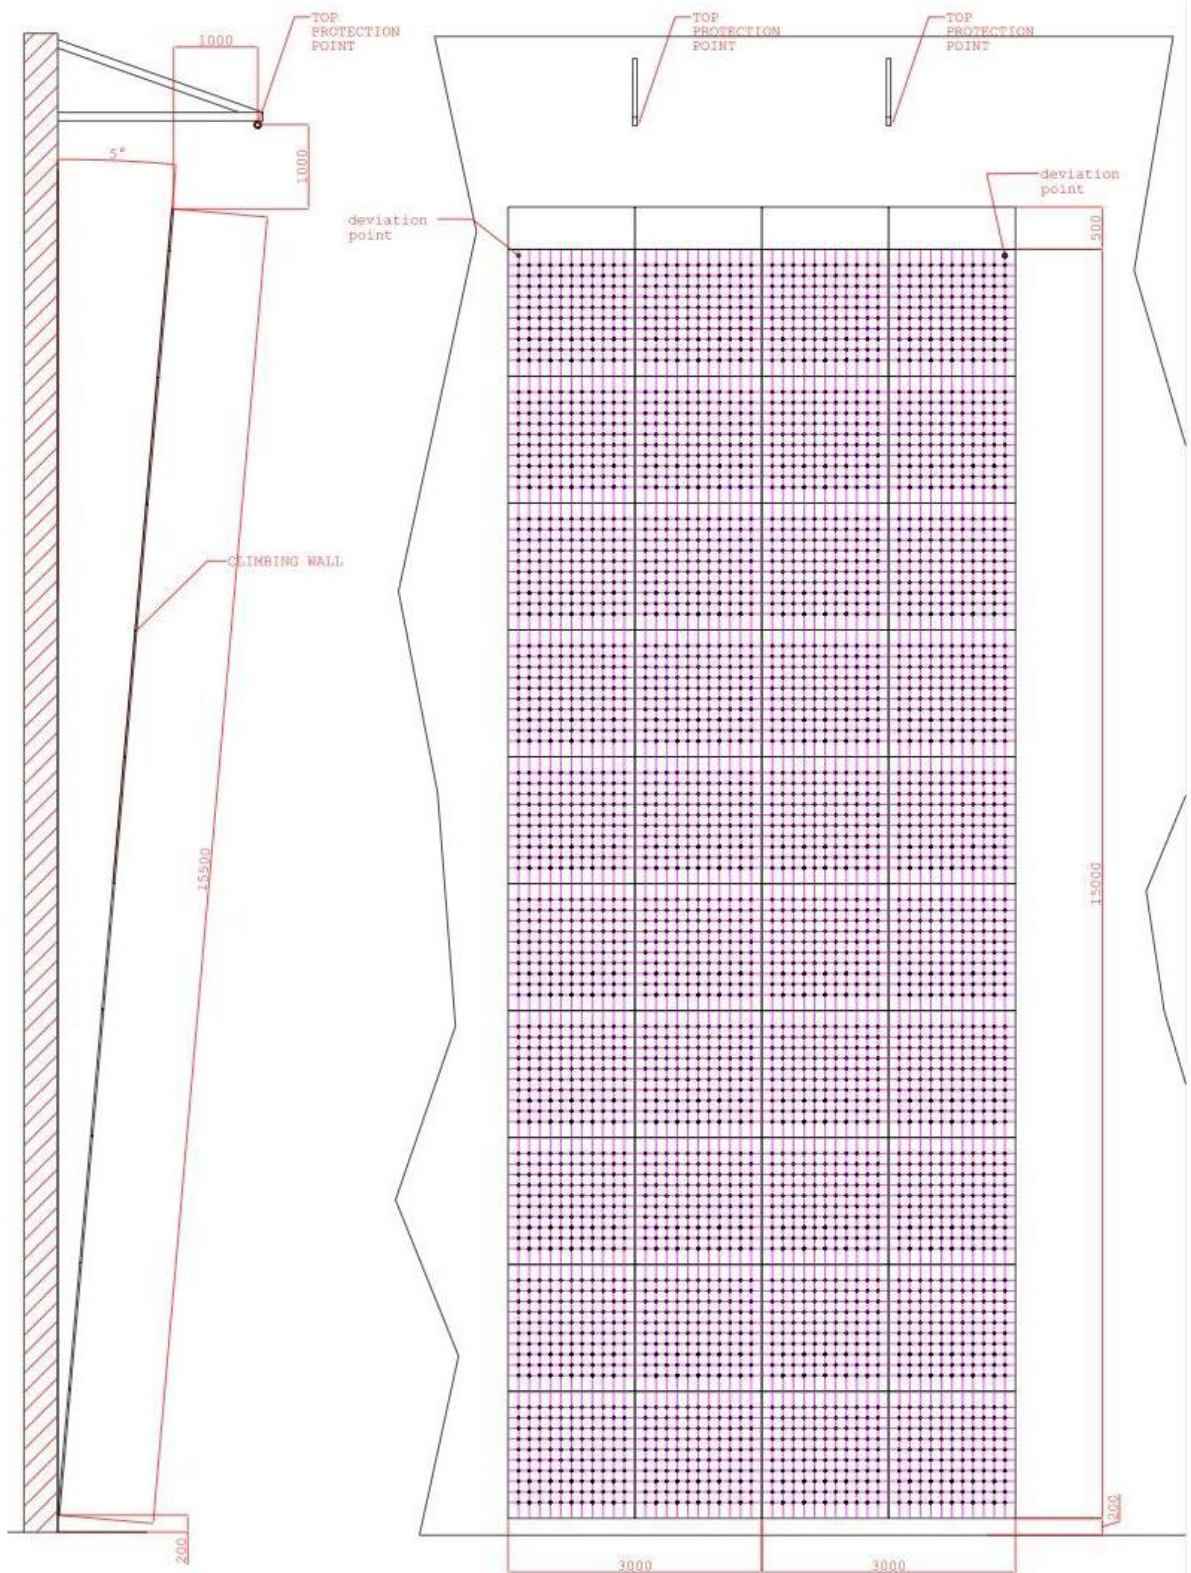 TOP
PROTECTION
POINT
1000
1000
5°
CLIMBING WALL
15500
200
TOP
PROTECTION
POINT
TOP
PROTECTION
POINT
deviation
point
deviation
point
500
15000
200
3000
3000